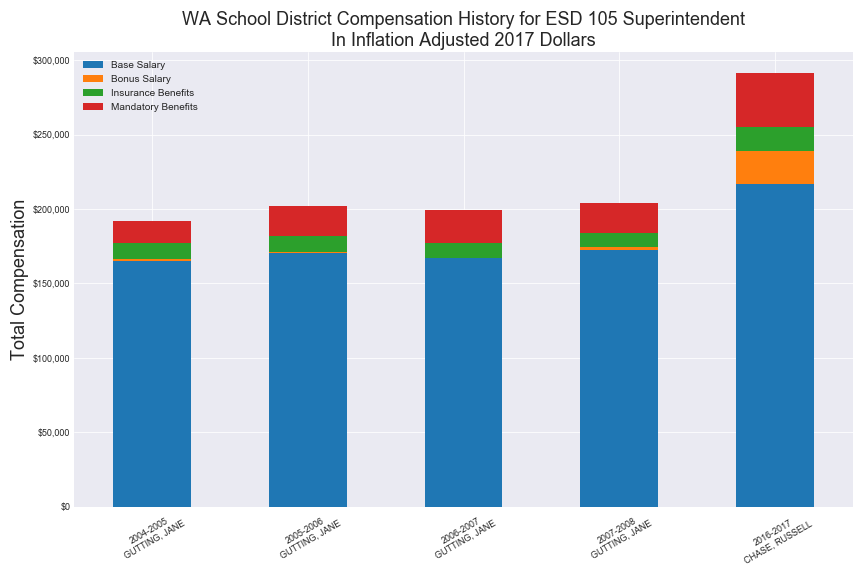 WA School District Compensation History for ESD 105 Superintendent
In Inflation Adjusted 2017 Dollars
Base Salary
Bonus Salary
Insurance Benefits
Mandatory Benefits
Total Compensation
$300,000
$250,000
$200,000
$150,000
$100,000
$50,000
$0
2004-2005
GUTTING, JANE
2005-2006
GUTTING, JANE
2006-2007
GUTTING, JANE
2007-2008
GUTTING, JANE
2016-2017
CHASE, RUSSELL